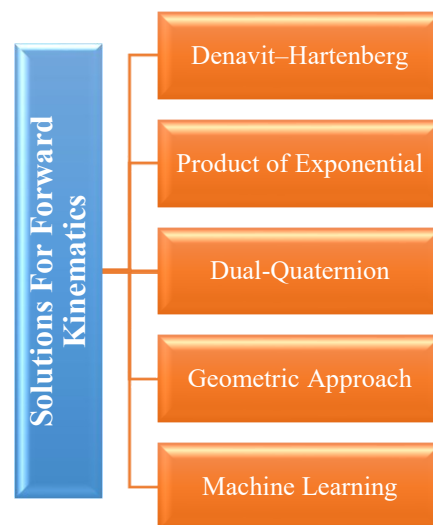 Solutions For Forward
Kinematics
Denavit–Hartenberg
Product of Exponential
Dual-Quaternion
Geometric Approach
Machine Learning